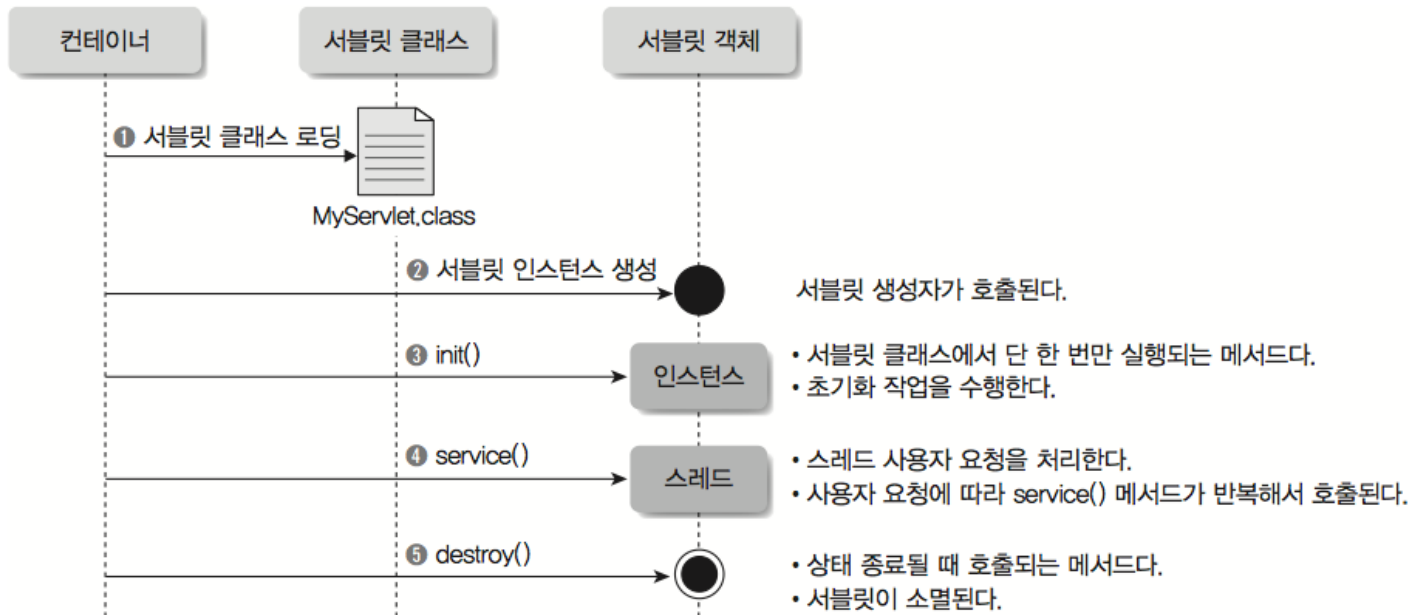 컨테이너
서블릿 클래스
서블릿 객체
❶ 서블릿 클래스 로딩
MyServlet.class
❷ 서블릿 인스턴스 생성
서블릿 생성자가 호출된다.
❸ init()
인스턴스
• 서블릿 클래스에서 단 한 번만 실행되는 메서드다.
• 초기화 작업을 수행한다.
❹ service()
스레드
• 스레드 사용자 요청을 처리한다.
• 사용자 요청에 따라 service() 메서드가 반복해서 호출된다.
❺ destroy()
• 상태 종료될 때 호출되는 메서드다.
• 서블릿이 소멸된다.